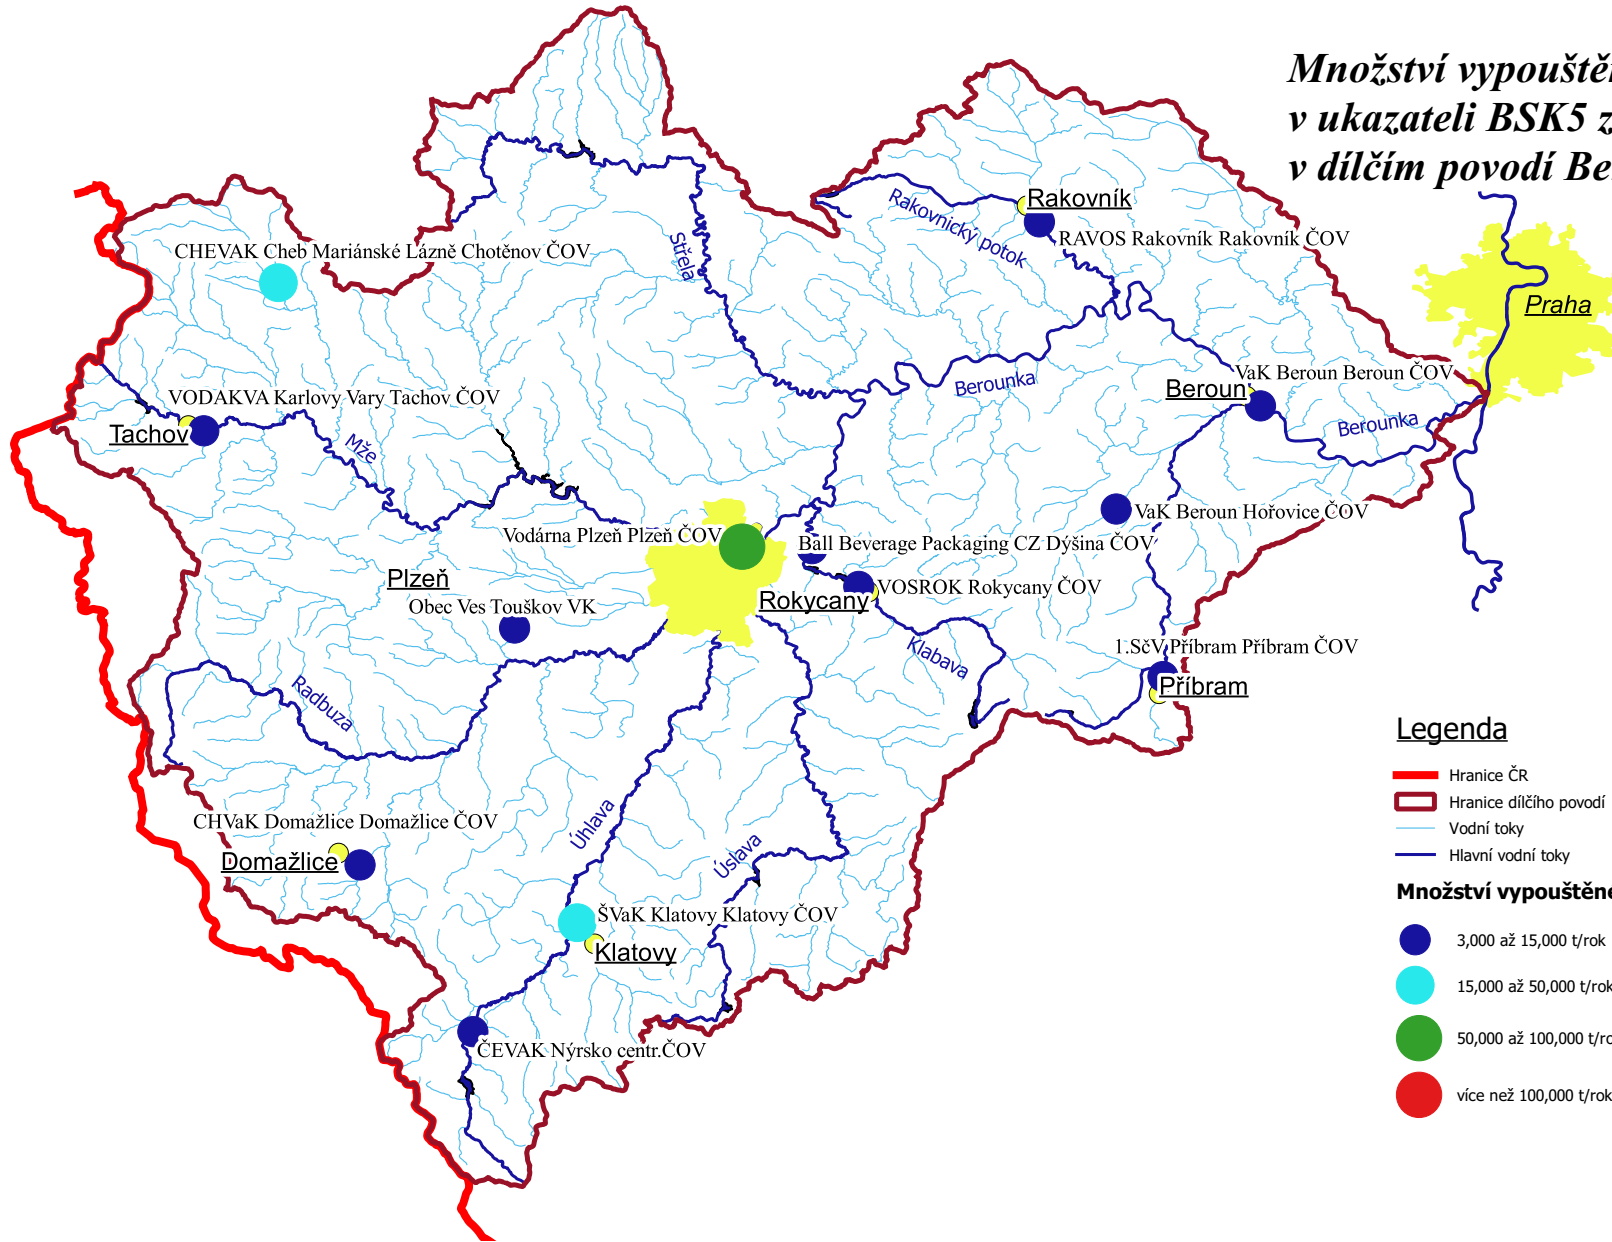 Množství vypouštěn
v ukazateli BSK5 z
v dílčím povodí Be
Rakovník
Rakovnický potok
RAVOS Rakovník Rakovník ČOV
Střela
CHEVAK Cheb Mariánské Lázně Chotěnov ČOV
Praha
Berounka
VaK Beroun Beroun ČOV
Beroun
Berounka
VODAKVA Karlovy Vary Tachov ČOV
Tachov
Mže
VaK Beroun Hořovice ČOV
Vodárna Plzeň Plzeň ČOV
Ball Beverage Packaging CZ Dýšina ČOV
Plzeň
VOSROK Rokycany ČOV
Rokycany
Obec Ves Touškov VK
Klabava
1.SčV Příbram Příbram ČOV
Příbram
Radbuza
Úhlava
Úslava
CHVaK Domažlice Domažlice ČOV
Domažlice
ŠVaK Klatovy Klatovy ČOV
Klatovy
ČEVAK Nýrsko centr.ČOV
Legenda
Hranice ČR
Hranice dílčího povodí
Vodní toky
Hlavní vodní toky
Množství vypouštěné
3,000 až 15,000 t/rok
15,000 až 50,000 t/rok
50,000 až 100,000 t/ro
více než 100,000 t/rok